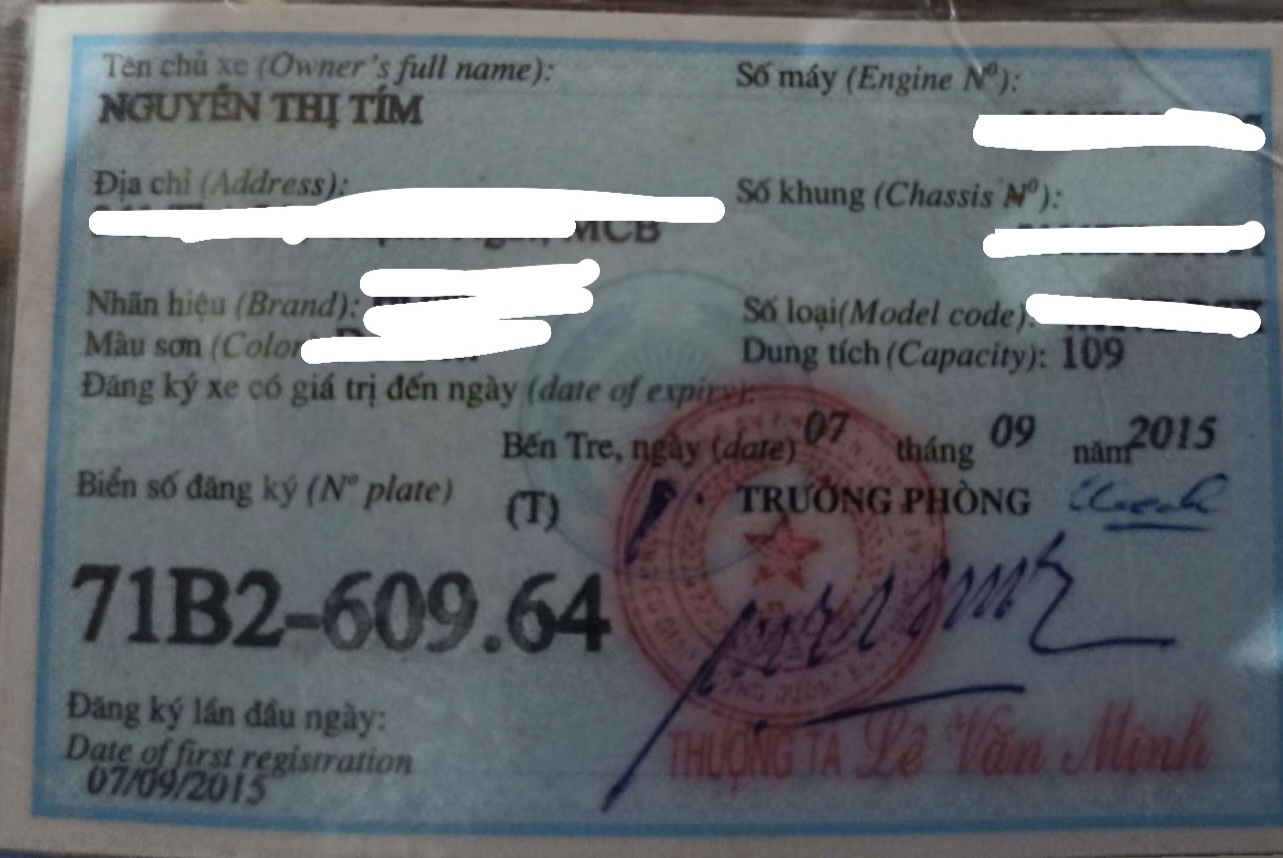 Tên chủ xe (Owner's full name):
NGUYỄN THỊ TÍM
Số máy (Engine Nº):
Địa chỉ (Address):
MCB
Số khung (Chassis Nº):
Nhãn hiệu (Brand):
Số loại(Model code):
Màu sơn (Color
Dung tích (Capacity): 109
Đăng ký xe có giá trị đến ngày (date of expiry):
Bến Tre, ngày (date) 07 tháng 09 năm 2015
Biển số đăng ký (Nº plate)
(T)
TRƯỞNG PHÒNG
71B2-609.64
Đăng ký lần đầu ngày:
Date of first registration
07/09/2015
THƯỢNG TÁ Lê Văn Minh